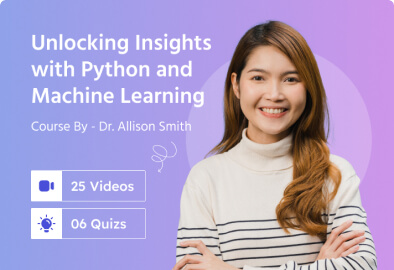 Unlocking Insights
with Python and
Machine Learning
Course By - Dr. Allison Smith
25 Videos
06 Quizs